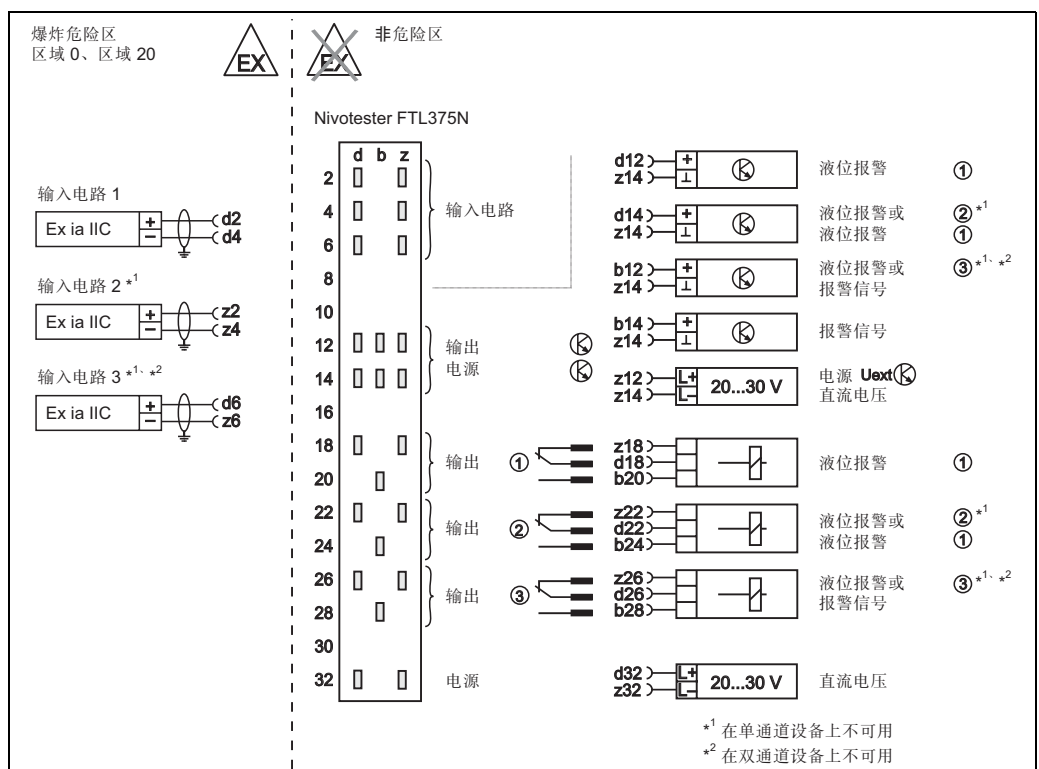 爆炸危险区
区域 0、区域 20
EX
EX
非危险区
Nivotester FTL375N
输入电路 1
Ex ia IIC
+
−
d2
d4
输入电路 2 *1
Ex ia IIC
+
−
z2
z4
输入电路 3 *1、*2
Ex ia IIC
+
−
d6
z6
d b z
2
4
6
8
10
12
14
16
18
20
22
24
26
28
30
32
输入电路
输出
电源
输出 ①
输出 ②
输出 ③
电源
d12 +
z14 ⊥
液位报警 ①
d14 +
z14 ⊥
液位报警或 ② *1
液位报警 ①
b12 +
z14 ⊥
液位报警或 ③ *1、*2
报警信号
b14 +
z14 ⊥
报警信号
z12 L+
z14 L−
20...30 V
电源 Uext
直流电压
z18
d18
b20
液位报警 ①
z22
d22
b24
液位报警或 ② *1
液位报警 ①
z26
d26
b28
液位报警或 ③ *1、*2
报警信号
d32 L+
z32 L−
20...30 V
直流电压
*1 在单通道设备上不可用
*2 在双通道设备上不可用